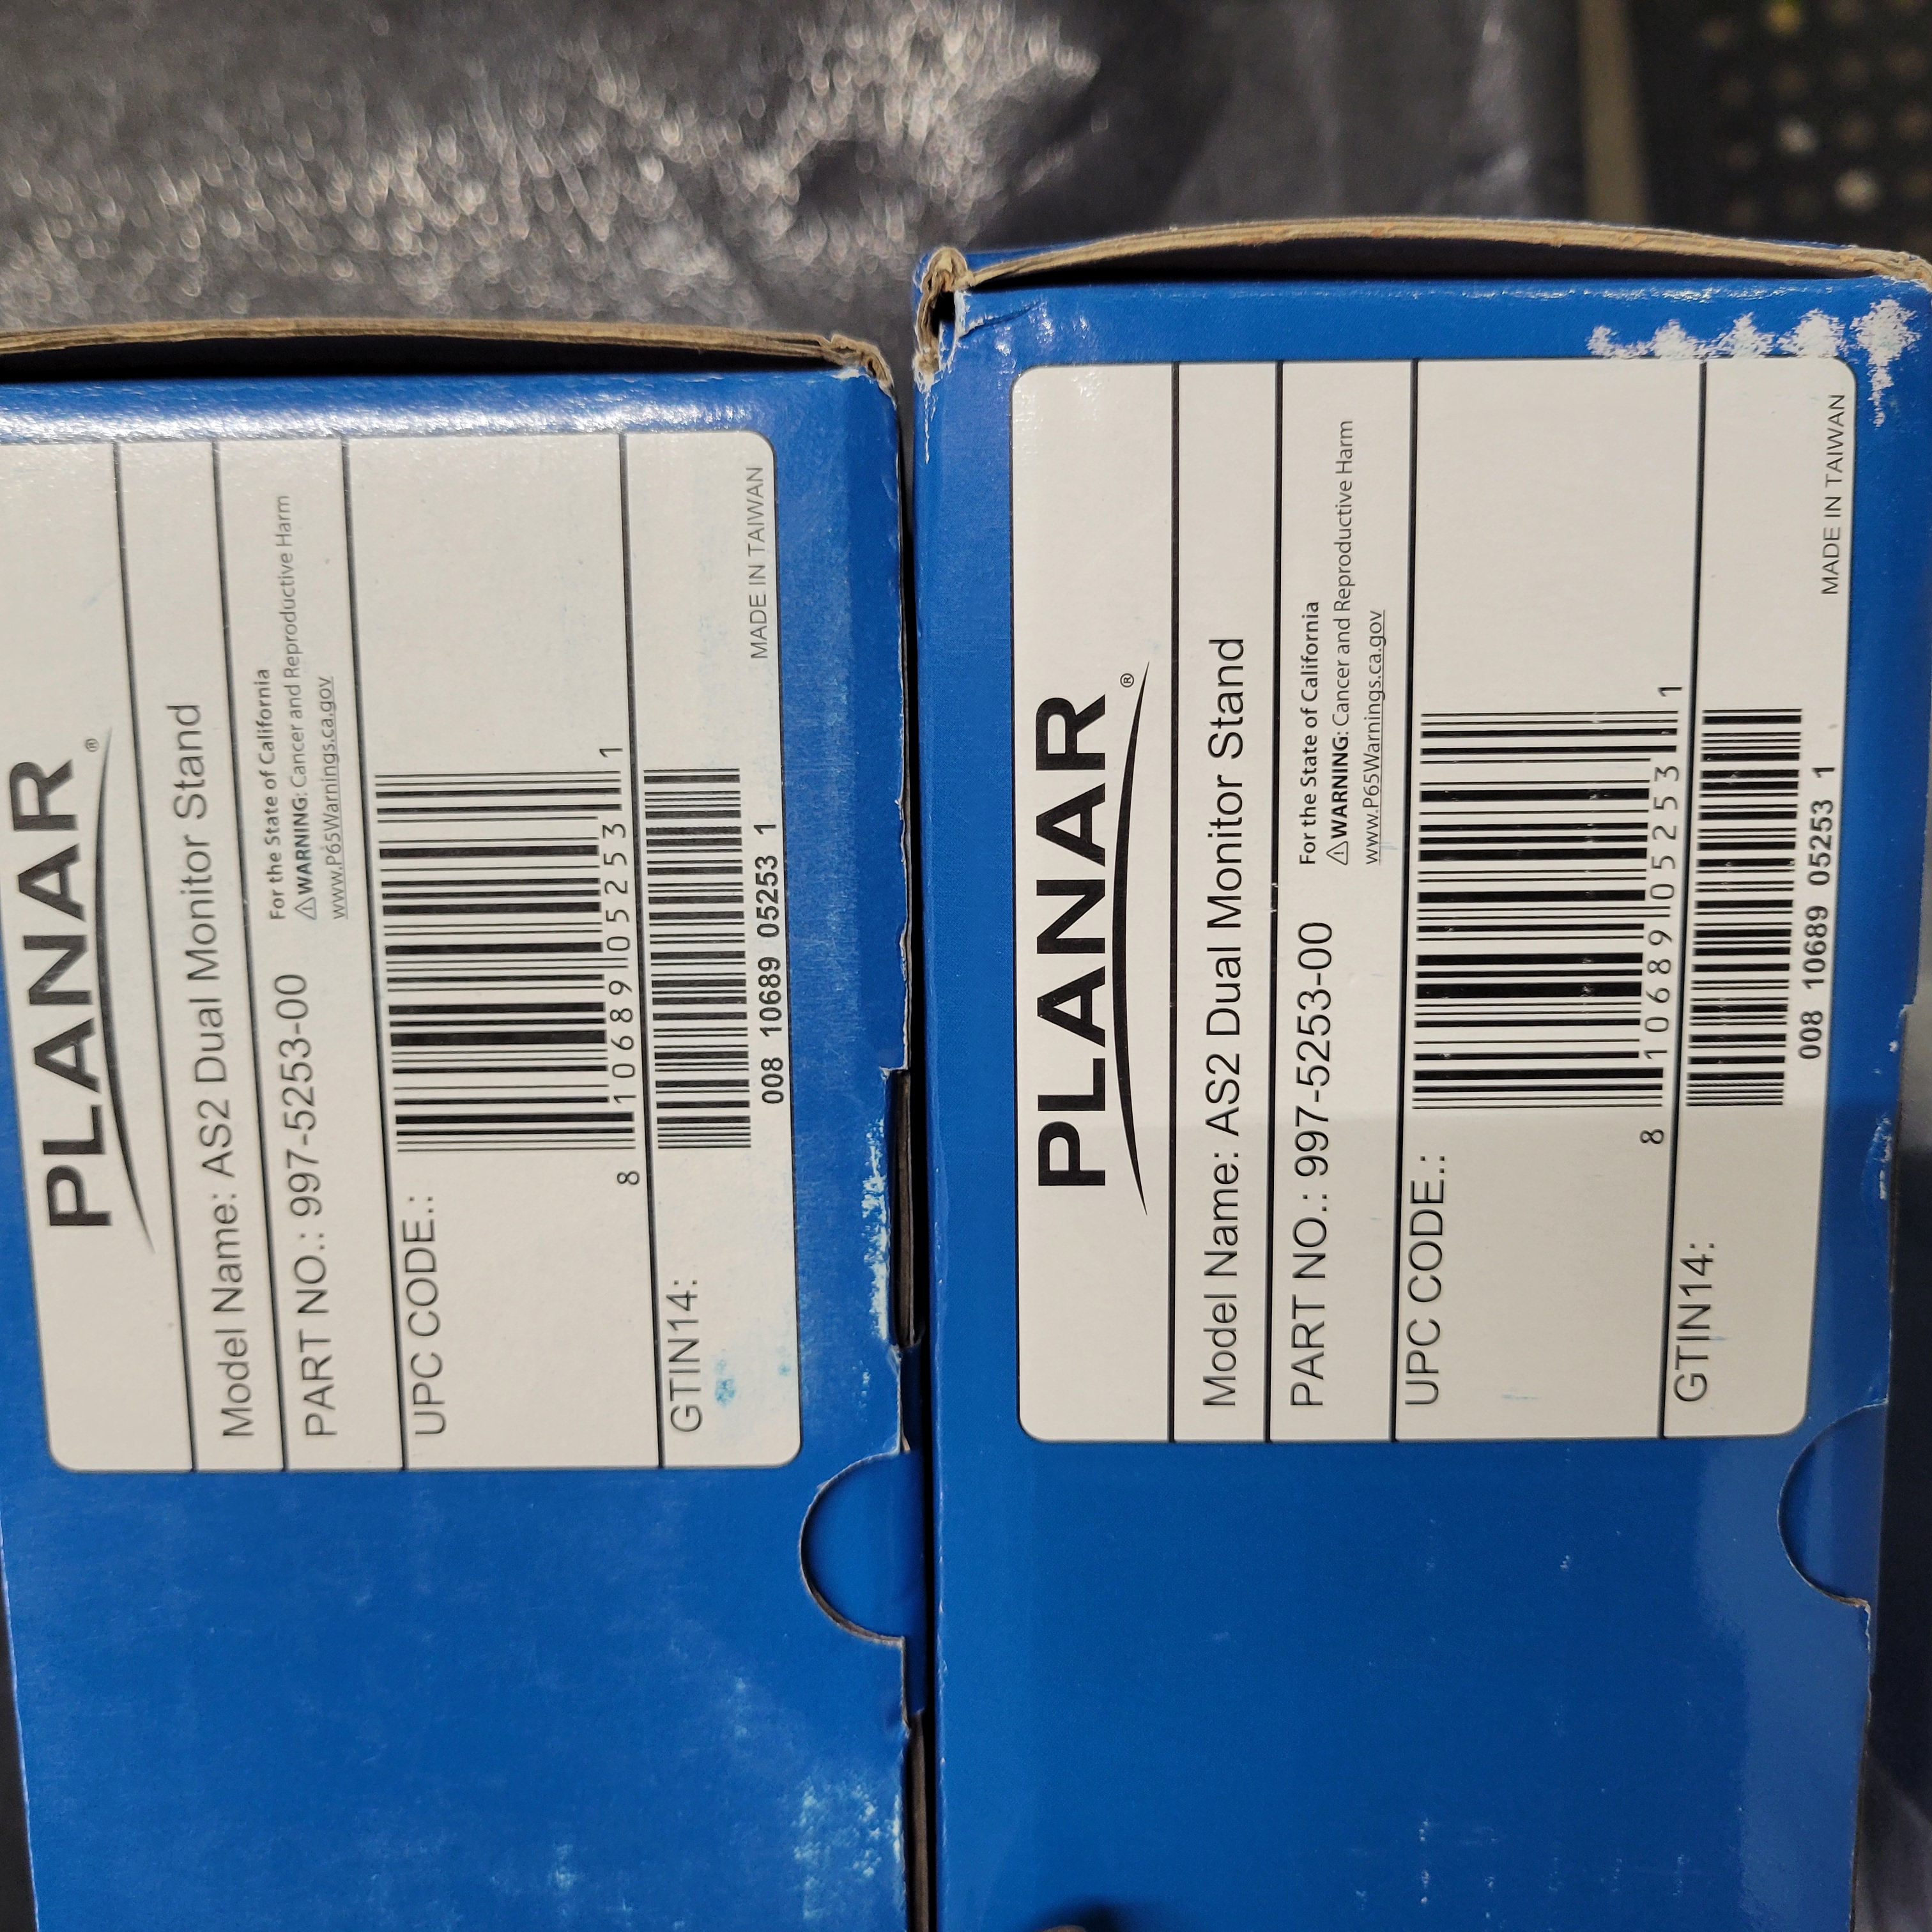 PLANAR®
Model Name: AS2 Dual Monitor Stand
PART NO.: 997-5253-00
For the State of California
⚠WARNING: Cancer and Reproductive Harm
www.P65Warnings.ca.gov
UPC CODE.:
8 10689 05253 1
GTIN14:
008 10689 05253 1
MADE IN TAIWAN
PLANAR®
Model Name: AS2 Dual Monitor Stand
PART NO.: 997-5253-00
For the State of California
⚠WARNING: Cancer and Reproductive Harm
www.P65Warnings.ca.gov
UPC CODE.:
8 10689 05253 1
GTIN14:
008 10689 05253 1
MADE IN TAIWAN